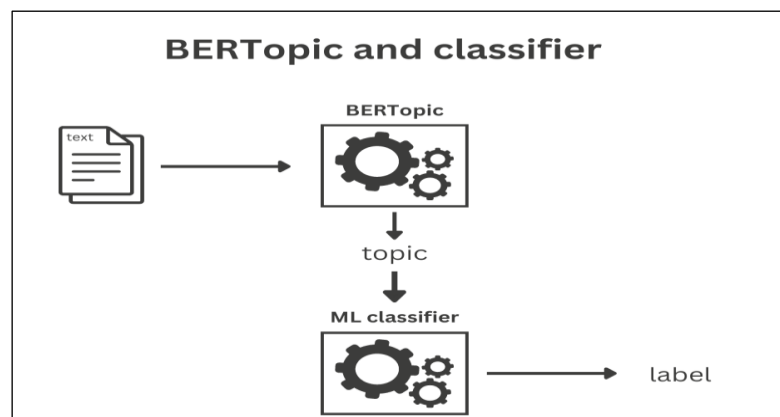 BERTopic and classifier
BERTopic
text
topic
ML classifier
label